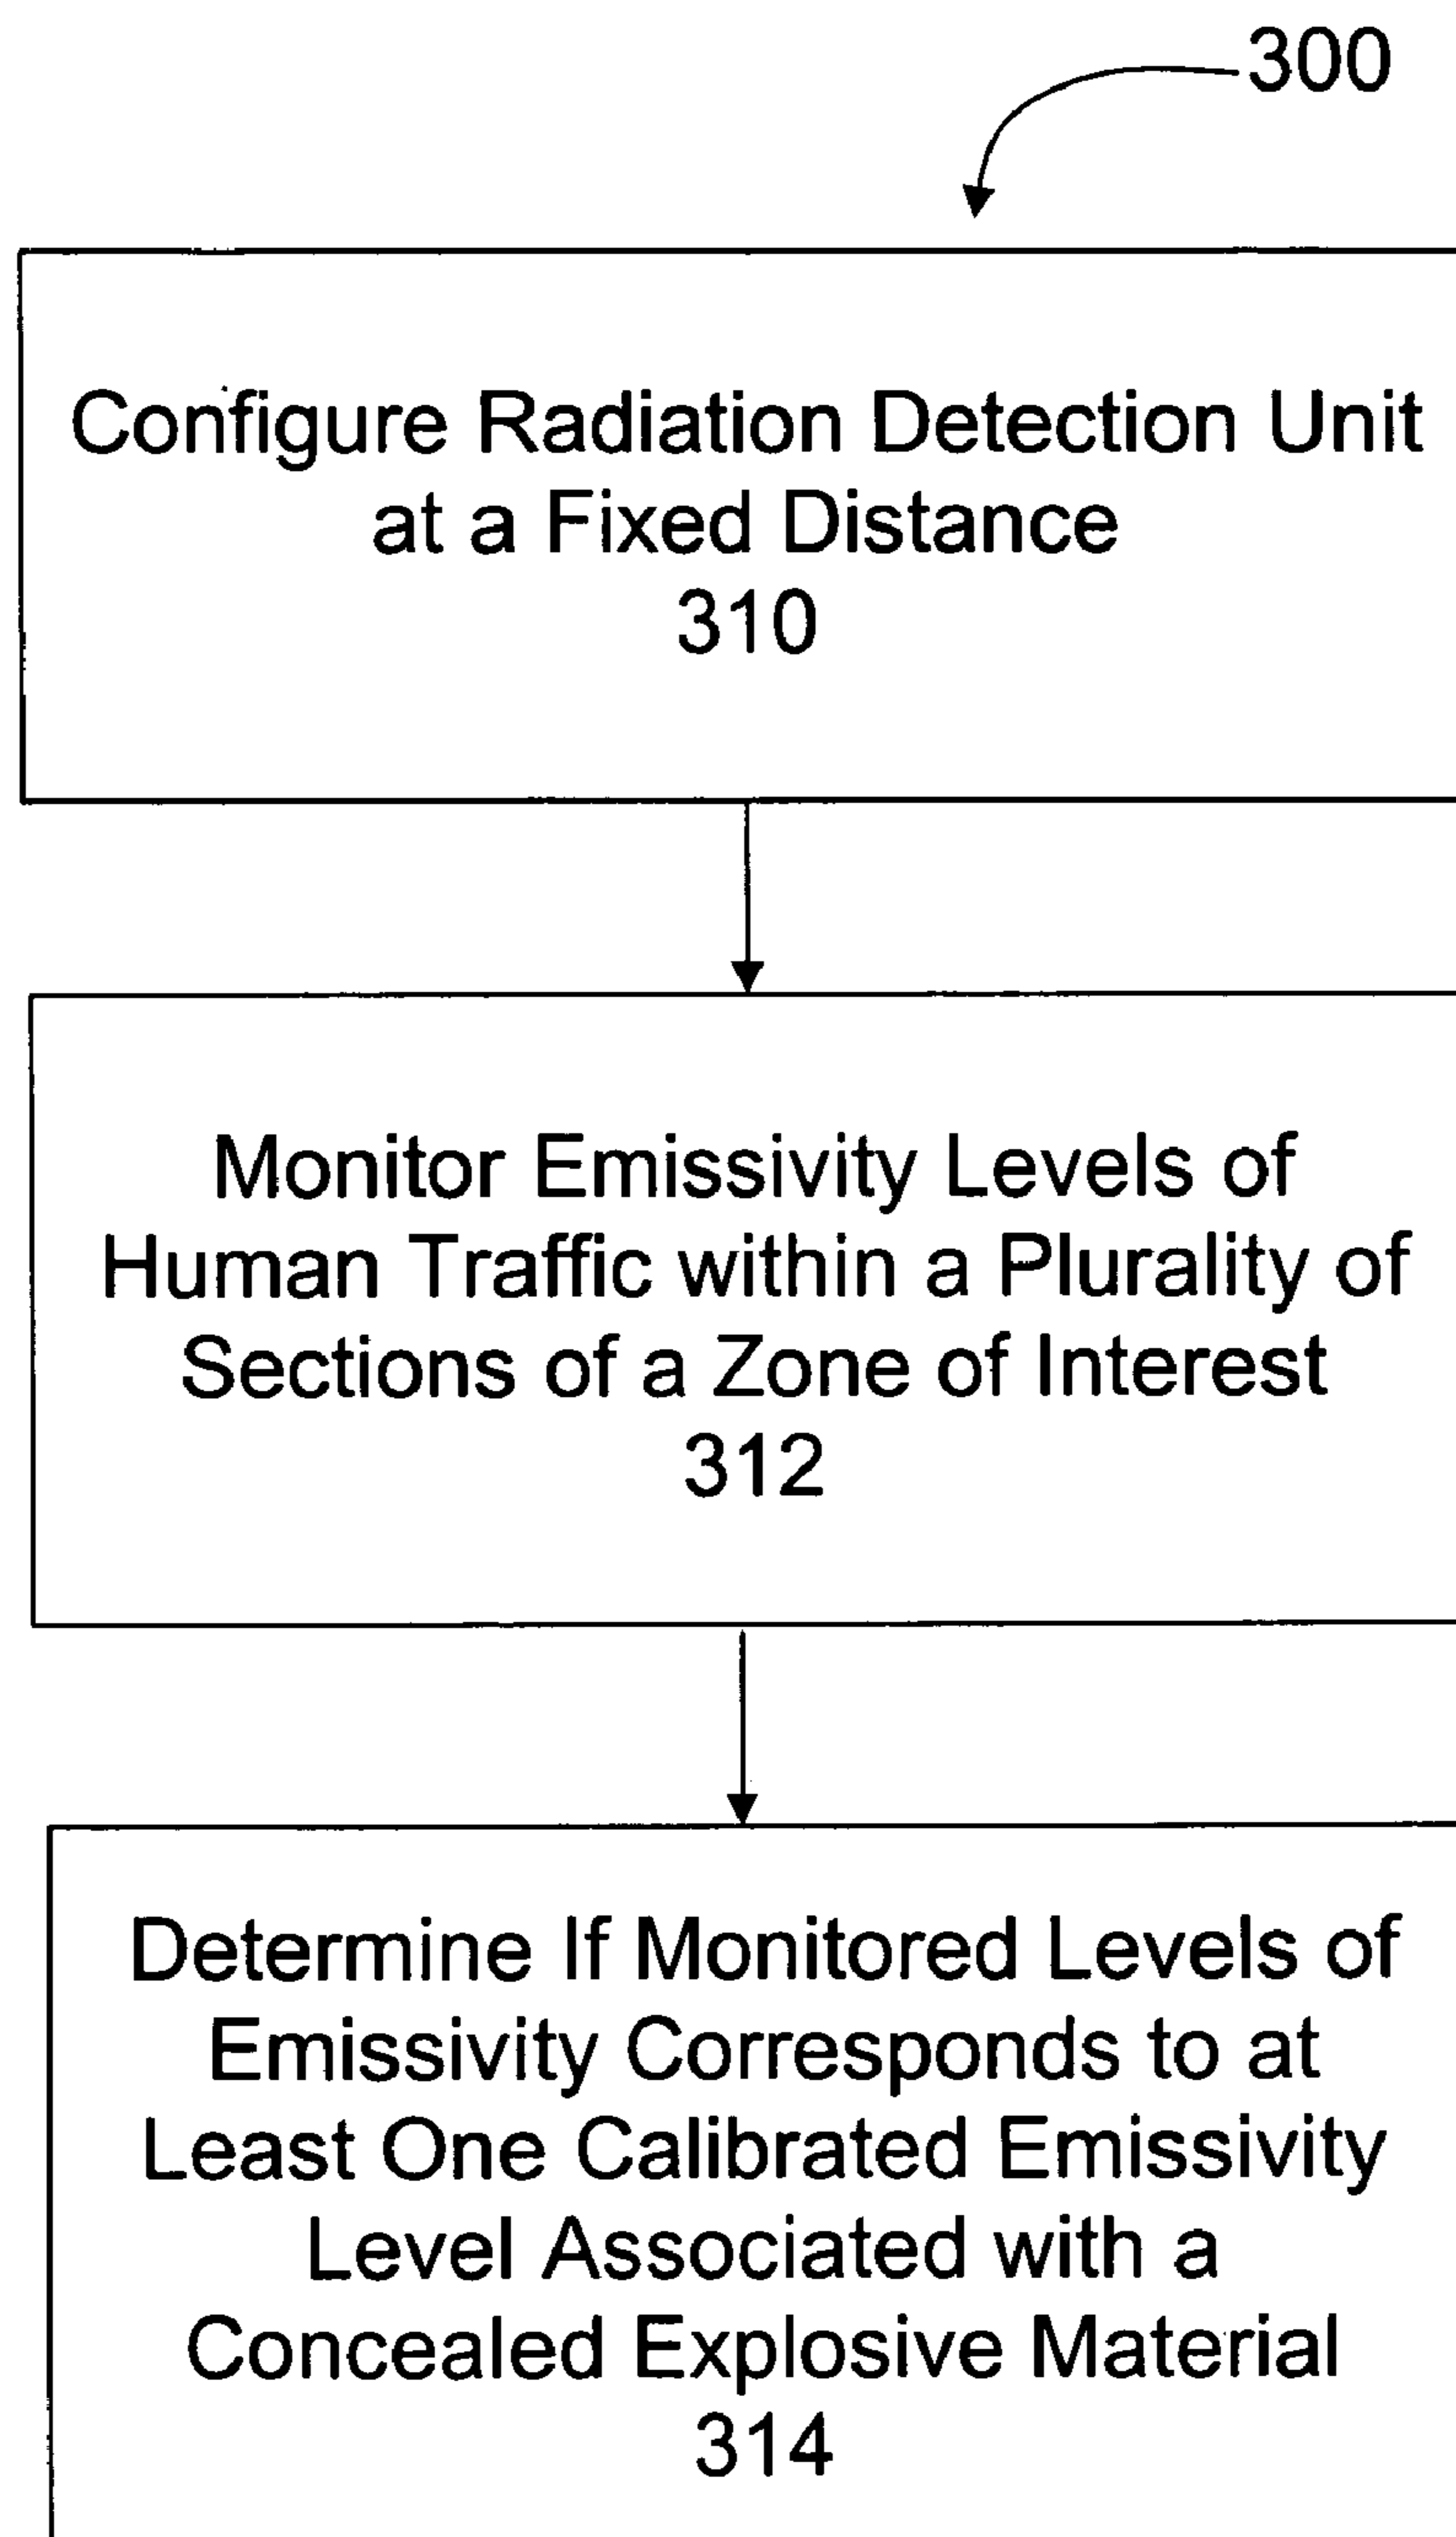 300
Configure Radiation Detection Unit
at a Fixed Distance
310
Monitor Emissivity Levels of
Human Traffic within a Plurality of
Sections of a Zone of Interest
312
Determine If Monitored Levels of
Emissivity Corresponds to at
Least One Calibrated Emissivity
Level Associated with a
Concealed Explosive Material
314